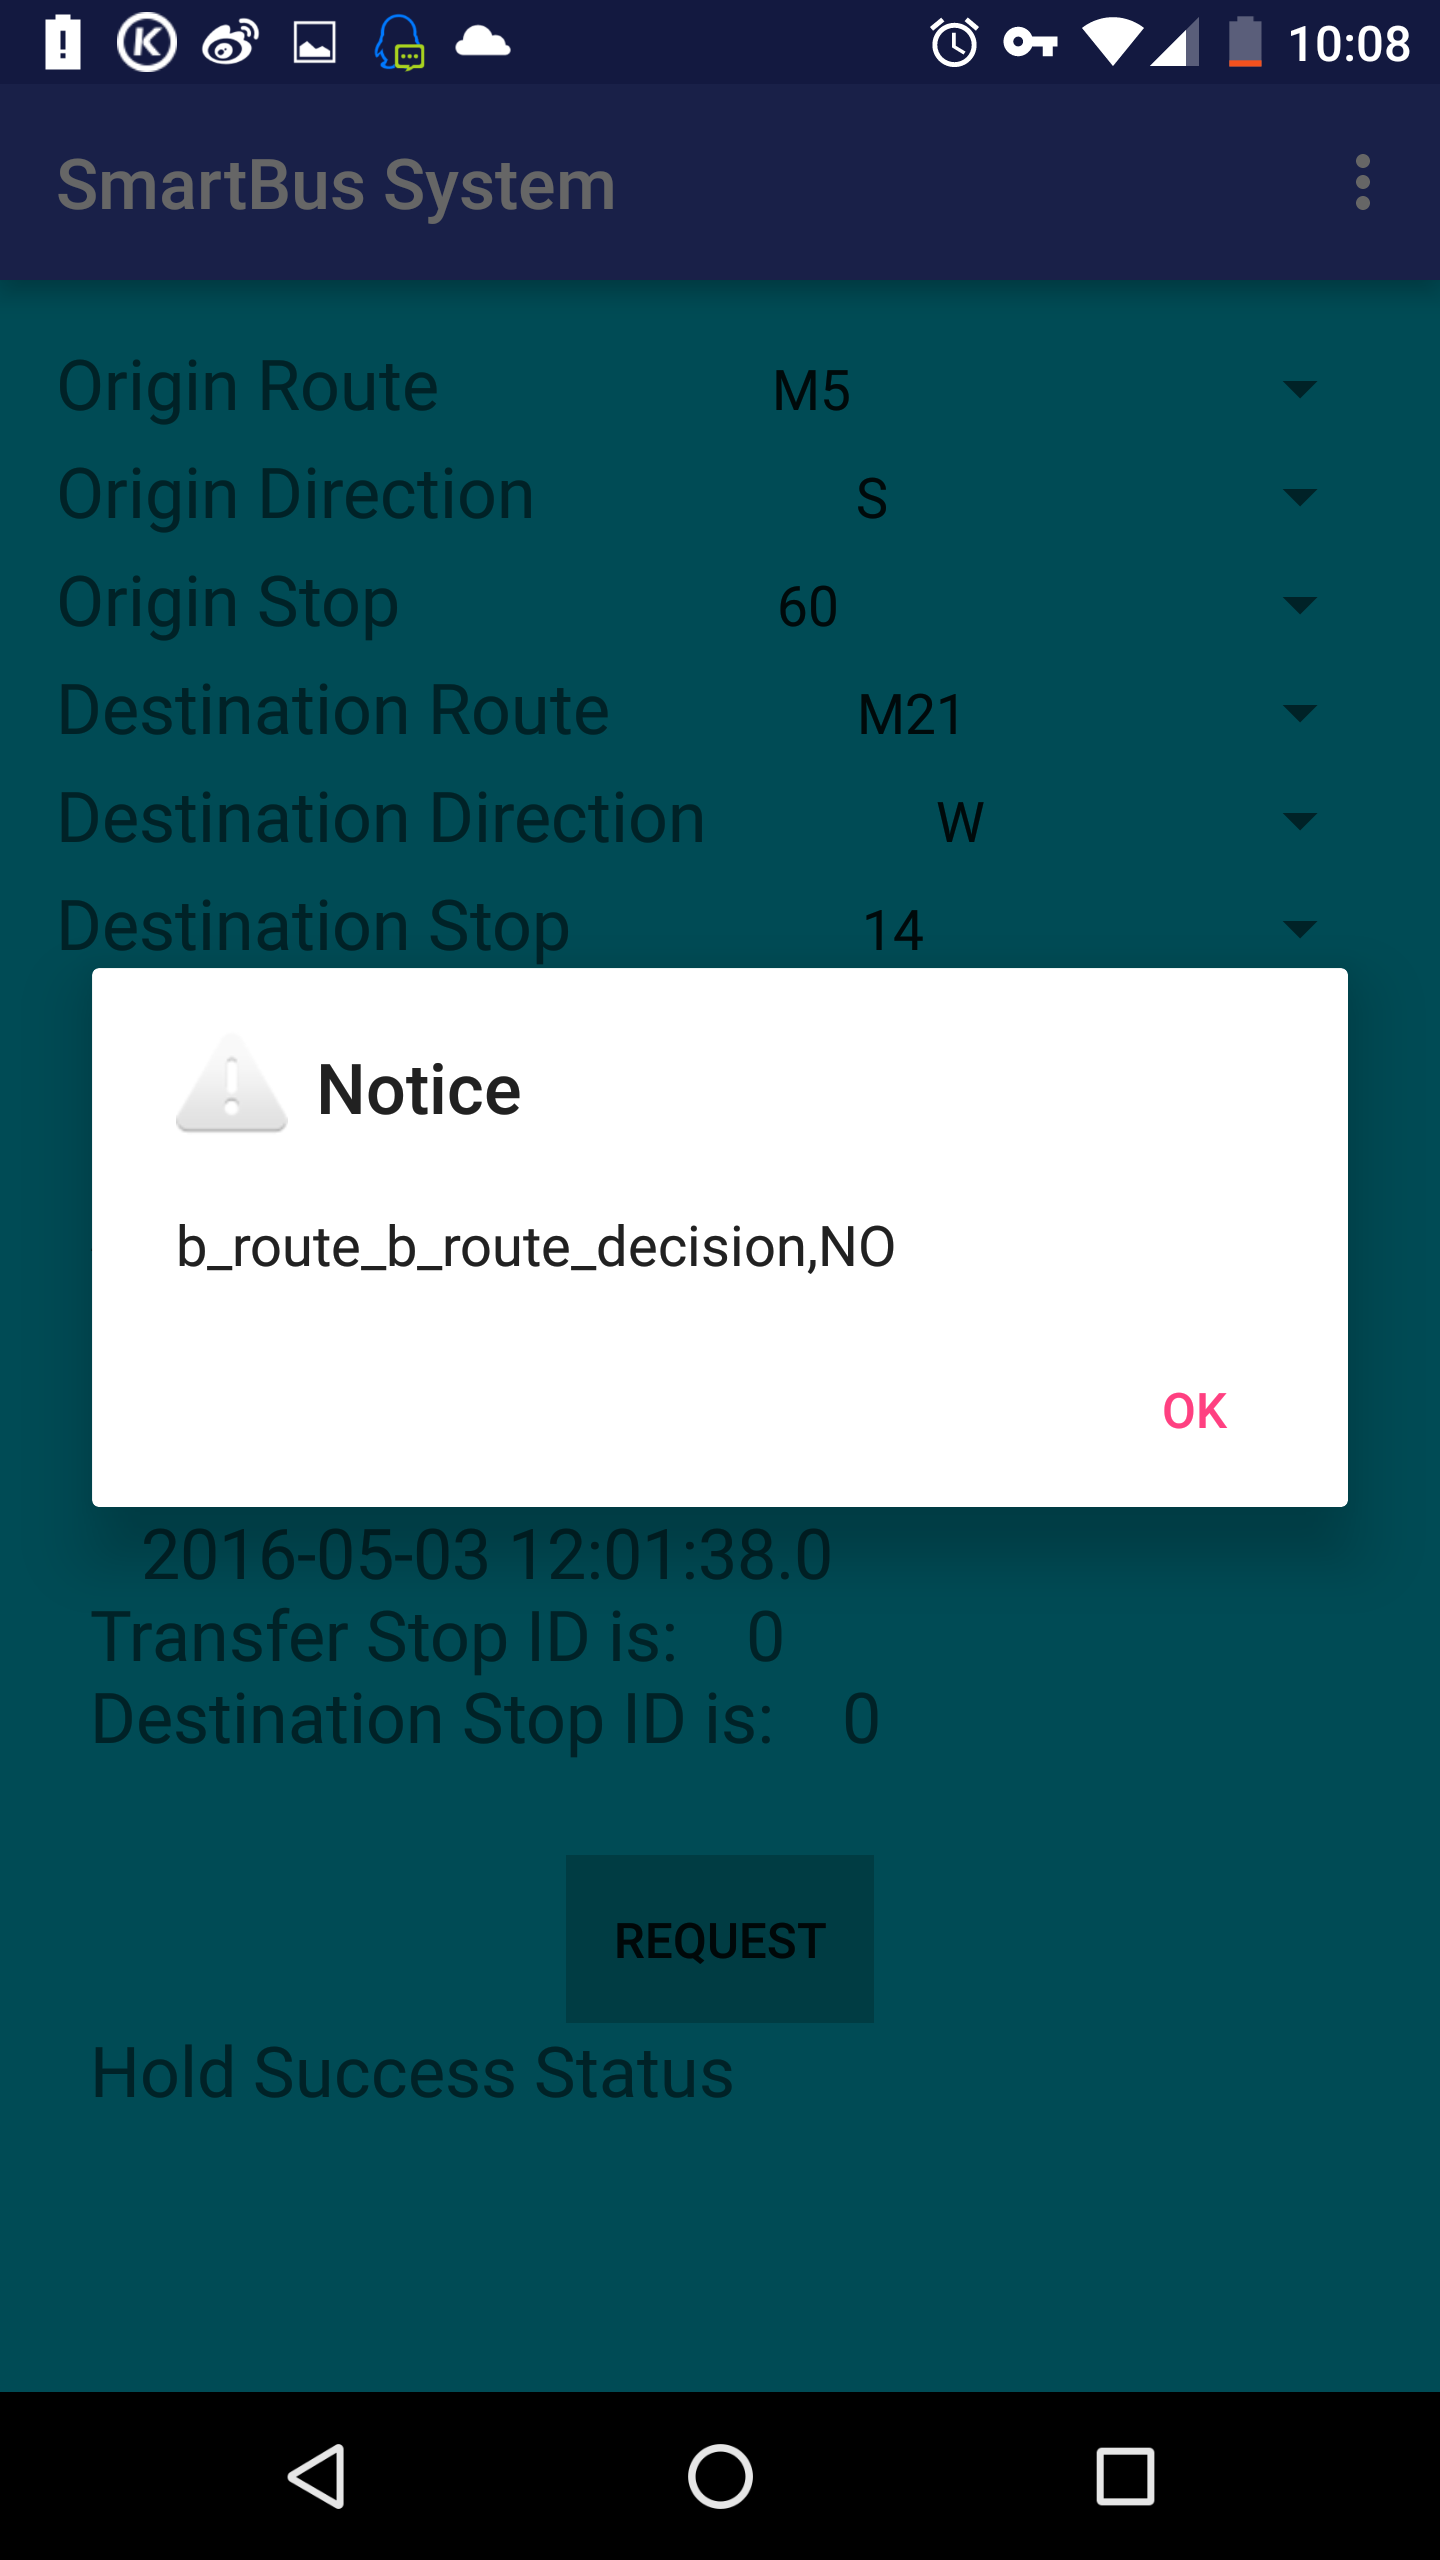 10:08
SmartBus System
Origin Route M5
Origin Direction S
Origin Stop 60
Destination Route M21
Destination Direction W
Destination Stop 14
Notice
b_route_b_route_decision,NO
OK
2016-05-03 12:01:38.0
Transfer Stop ID is: 0
Destination Stop ID is: 0
REQUEST
Hold Success Status